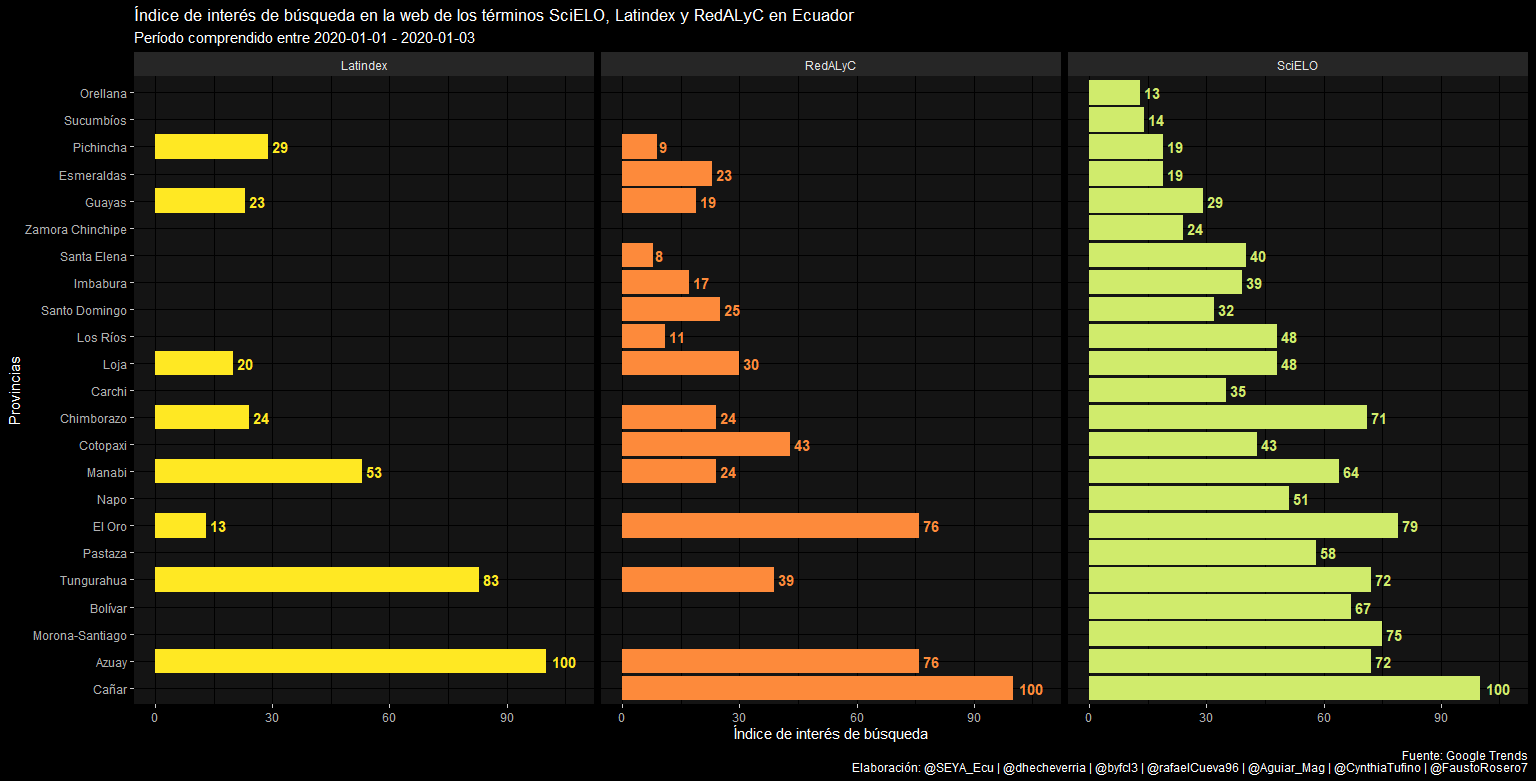 Índice de interés de búsqueda en la web de los términos SciELO, Latindex y RedALyC en Ecuador
Período comprendido entre 2020-01-01 - 2020-01-03
Latindex RedALyC SciELO
Orellana 13
Sucumbíos 14
Pichincha 29 9 19
Esmeraldas 23 19
Guayas 23 19 29
Zamora Chinchipe 24
Santa Elena 8 40
Imbabura 17 39
Santo Domingo 25 32
Los Ríos 11 48
Loja 20 30 48
Carchi 35
Chimborazo 24 24 71
Cotopaxi 43 43
Manabí 53 24 64
Napo 51
El Oro 13 76 79
Pastaza 58
Tungurahua 83 39 72
Bolívar 67
Morona-Santiago 75
Azuay 100 76 72
Cañar 100 100
0 30 60 90 0 30 60 90 0 30 60 90
Provincias
Índice de interés de búsqueda
Fuente: Google Trends
Elaboración: @SEYA_Ecu | @dhecheverria | @byfcl3 | @rafaelCueva96 | @Aguiar_Mag | @CynthiaTufino | @FaustoRosero7